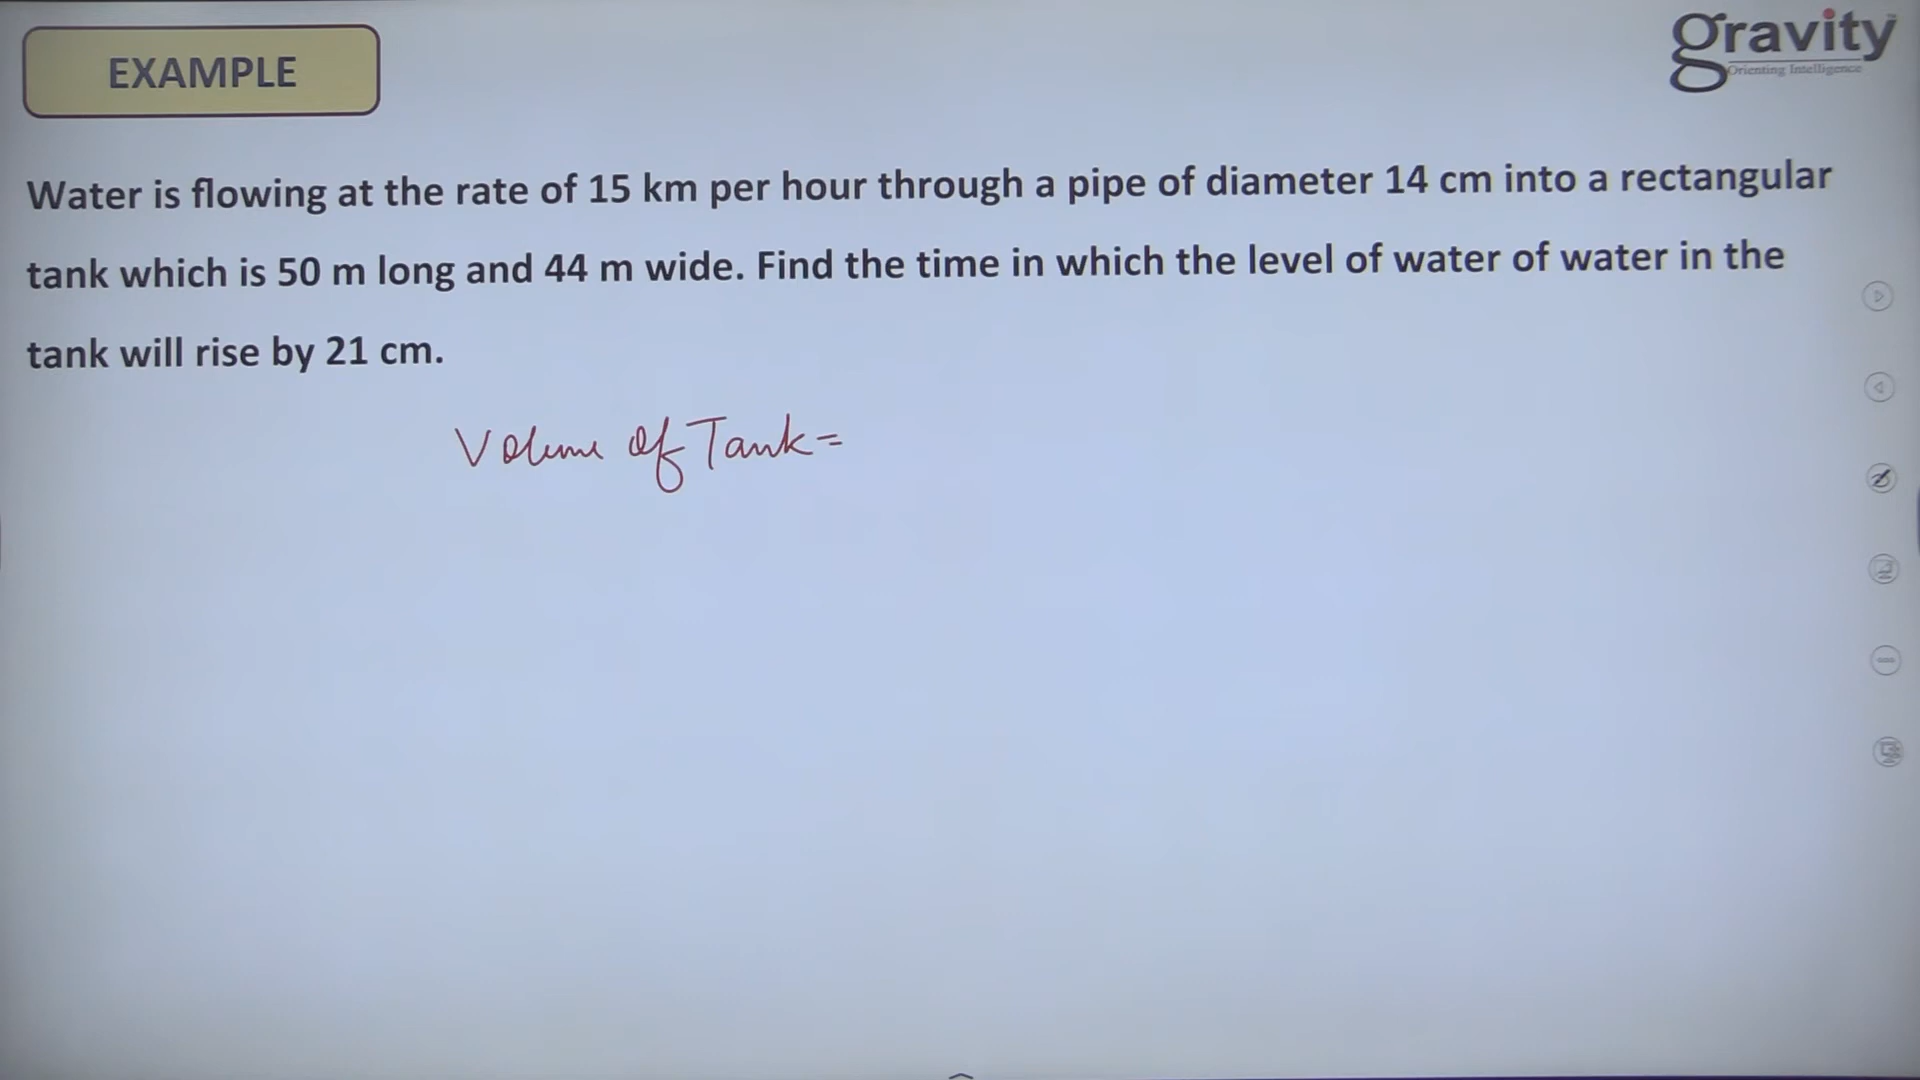 EXAMPLE
gravity
Orienting Intelligence
Water is flowing at the rate of 15 km per hour through a pipe of diameter 14 cm into a rectangular
tank which is 50 m long and 44 m wide. Find the time in which the level of water of water in the
tank will rise by 21 cm.
Volume of Tank=